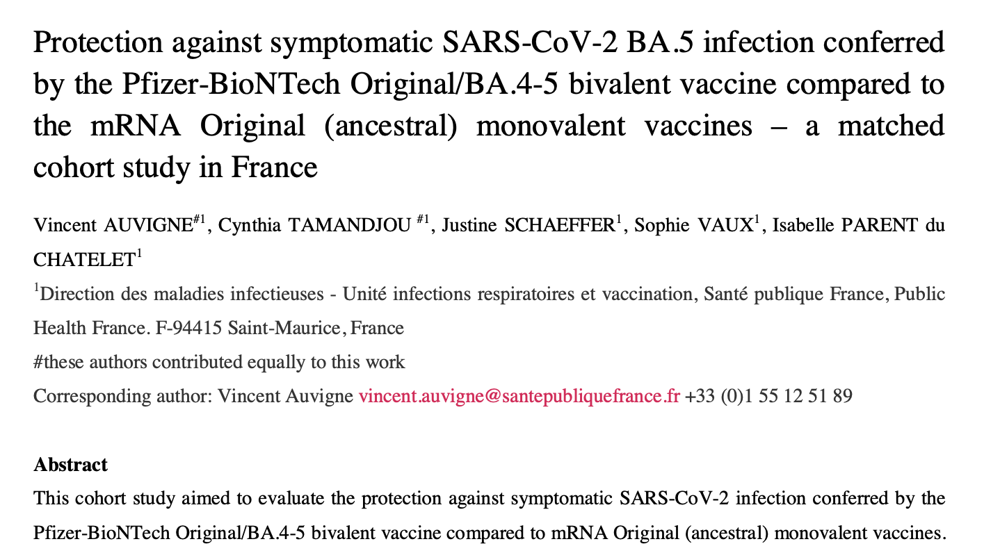 Protection against symptomatic SARS-CoV-2 BA.5 infection conferred
by the Pfizer-BioNTech Original/BA.4-5 bivalent vaccine compared to
the mRNA Original (ancestral) monovalent vaccines – a matched
cohort study in France
Vincent AUVIGNE#1, Cynthia TAMANDJOU #1, Justine SCHAEFFER1, Sophie VAUX1, Isabelle PARENT du
CHATELET1
1Direction des maladies infectieuses - Unité infections respiratoires et vaccination, Santé publique France, Public
Health France. F-94415 Saint-Maurice, France
#these authors contributed equally to this work
Corresponding author: Vincent Auvigne vincent.auvigne@santepubliquefrance.fr +33 (0)1 55 12 51 89
Abstract
This cohort study aimed to evaluate the protection against symptomatic SARS-CoV-2 infection conferred by the
Pfizer-BioNTech Original/BA.4-5 bivalent vaccine compared to mRNA Original (ancestral) monovalent vaccines.